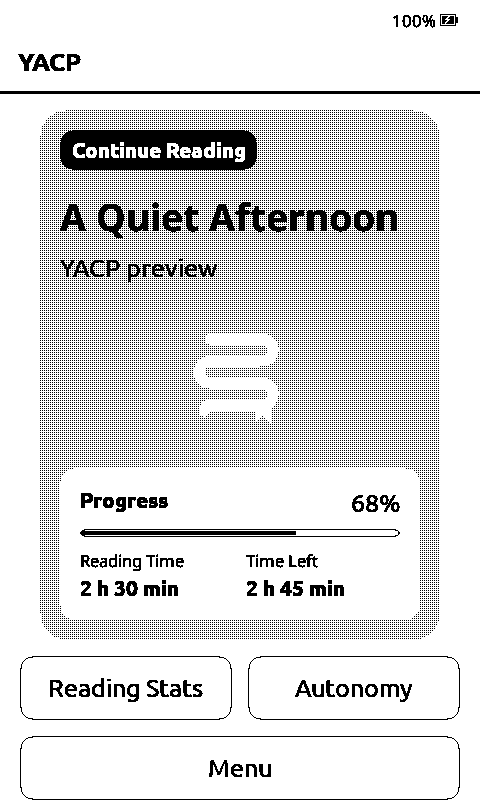 100%
YACP
Continue Reading
A Quiet Afternoon
YACP preview
Progress 68%
Reading Time Time Left
2 h 30 min 2 h 45 min
Reading Stats Autonomy
Menu